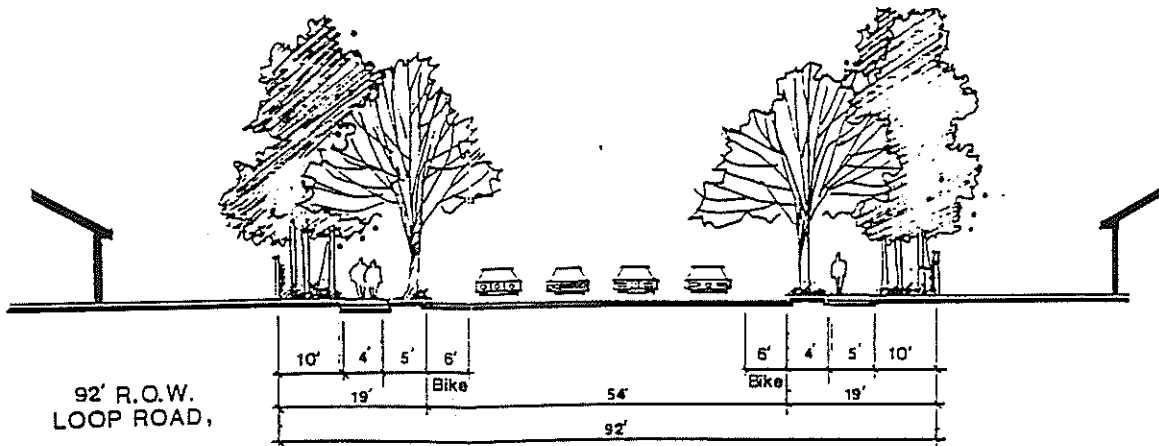 10' 4' 5' 6' 6' 4' 5' 10'
Bike Bike
19' 54' 19'
92'
92' R.O.W.
LOOP ROAD,